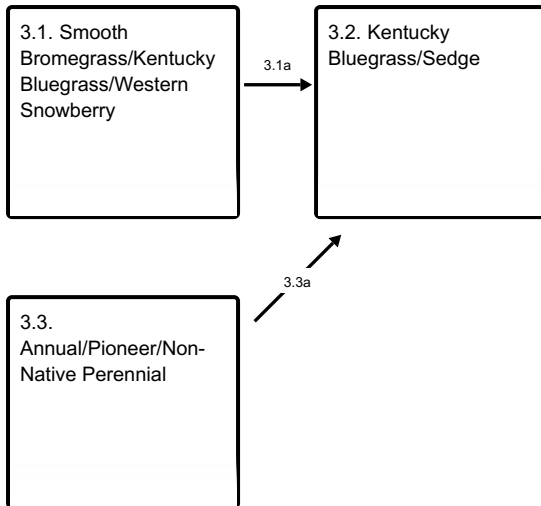 3.1. Smooth
Bromegrass/Kentucky
Bluegrass/Western
Snowberry
3.1a
3.2. Kentucky
Bluegrass/Sedge
3.3a
3.3.
Annual/Pioneer/Non-
Native Perennial